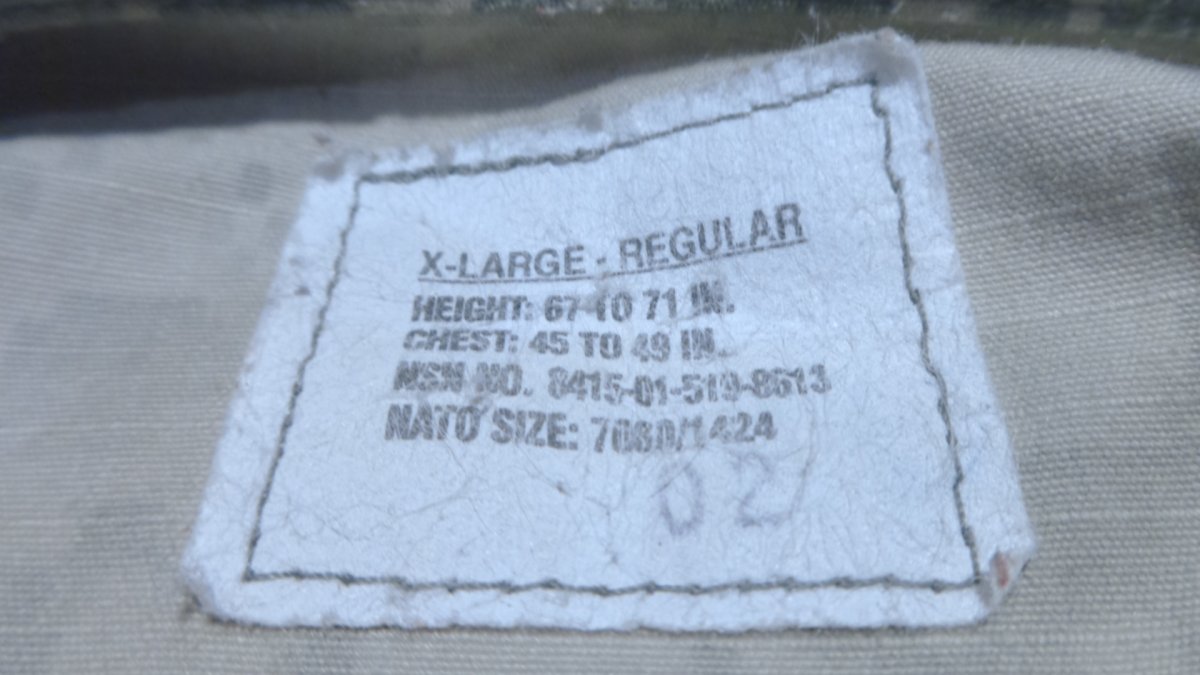 X-LARGE - REGULAR
HEIGHT: 67 TO 71 IN.
CHEST: 45 TO 49 IN.
NSN NO. 8415-01-519-8613
NATO SIZE: 7080/1424
02